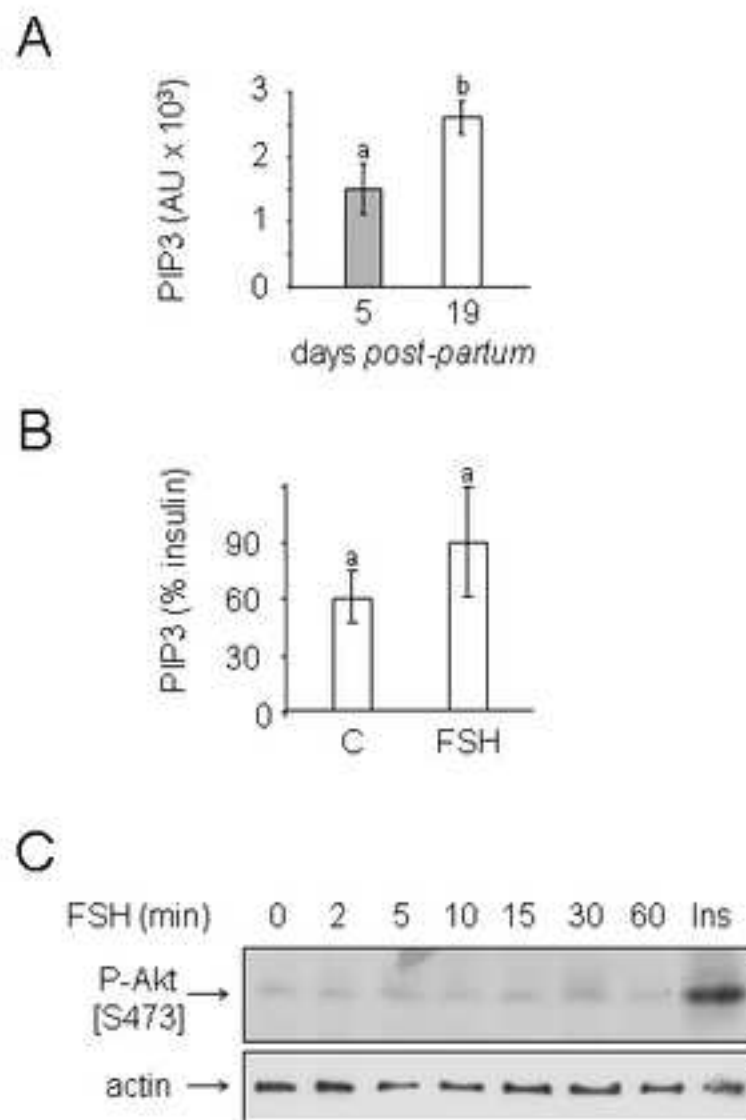 A
PIP3 (AU x 10³)
3
2
1
0
a
b
5 19
days post-partum
B
PIP3 (% insulin)
90
60
30
0
a
a
C FSH
C
FSH (min) 0 2 5 10 15 30 60 Ins
P-Akt
[S473]
actin